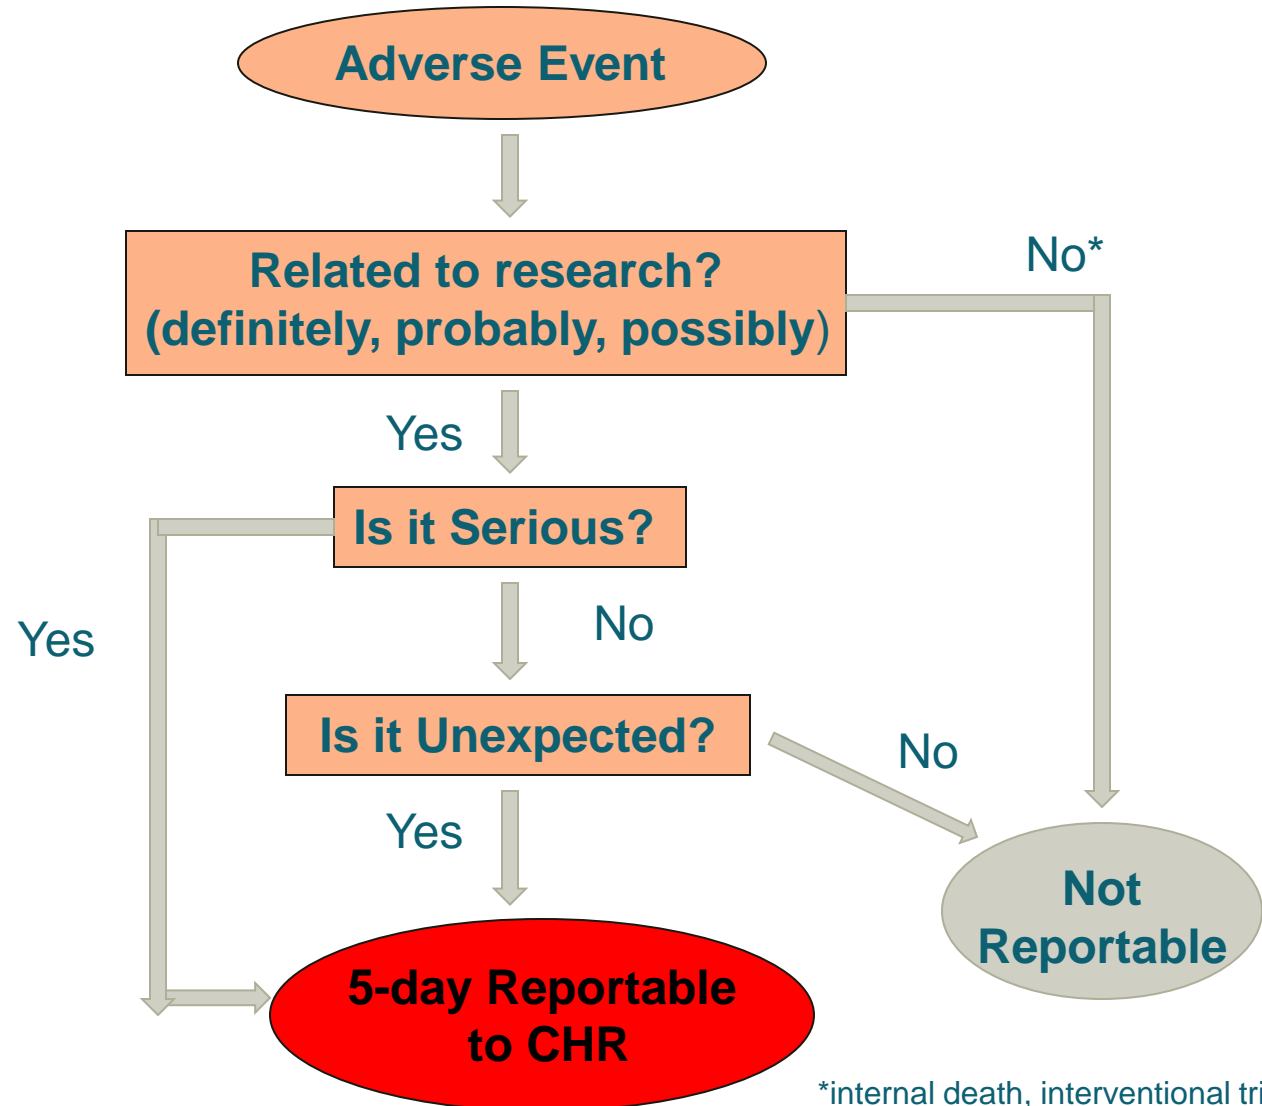 Adverse Event
Related to research?
(definitely, probably, possibly)
No*
Yes
Is it Serious?
Yes
No
Is it Unexpected?
No
Yes
Not
Reportable
5-day Reportable
to CHR
*internal death, interventional